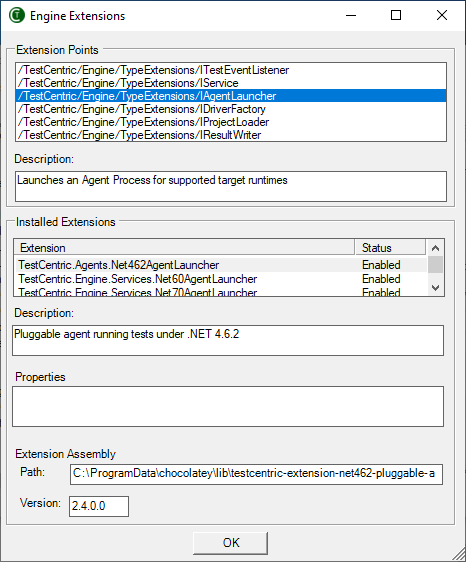 Engine Extensions
Extension Points
/TestCentric/Engine/TypeExtensions/ITestEventListener
/TestCentric/Engine/TypeExtensions/IService
/TestCentric/Engine/TypeExtensions/IAgentLauncher
/TestCentric/Engine/TypeExtensions/IDriverFactory
/TestCentric/Engine/TypeExtensions/IProjectLoader
/TestCentric/Engine/TypeExtensions/IResultWriter
Description:
Launches an Agent Process for supported target runtimes
Installed Extensions
Extension Status
TestCentric.Agents.Net462AgentLauncher Enabled
TestCentric.Engine.Services.Net60AgentLauncher Enabled
TestCentric.Engine.Services.Net70AgentLauncher Enabled
Description:
Pluggable agent running tests under .NET 4.6.2
Properties
Extension Assembly
Path: C:\ProgramData\chocolatey\lib\testcentric-extension-net462-pluggable-a
Version: 2.4.0.0
OK